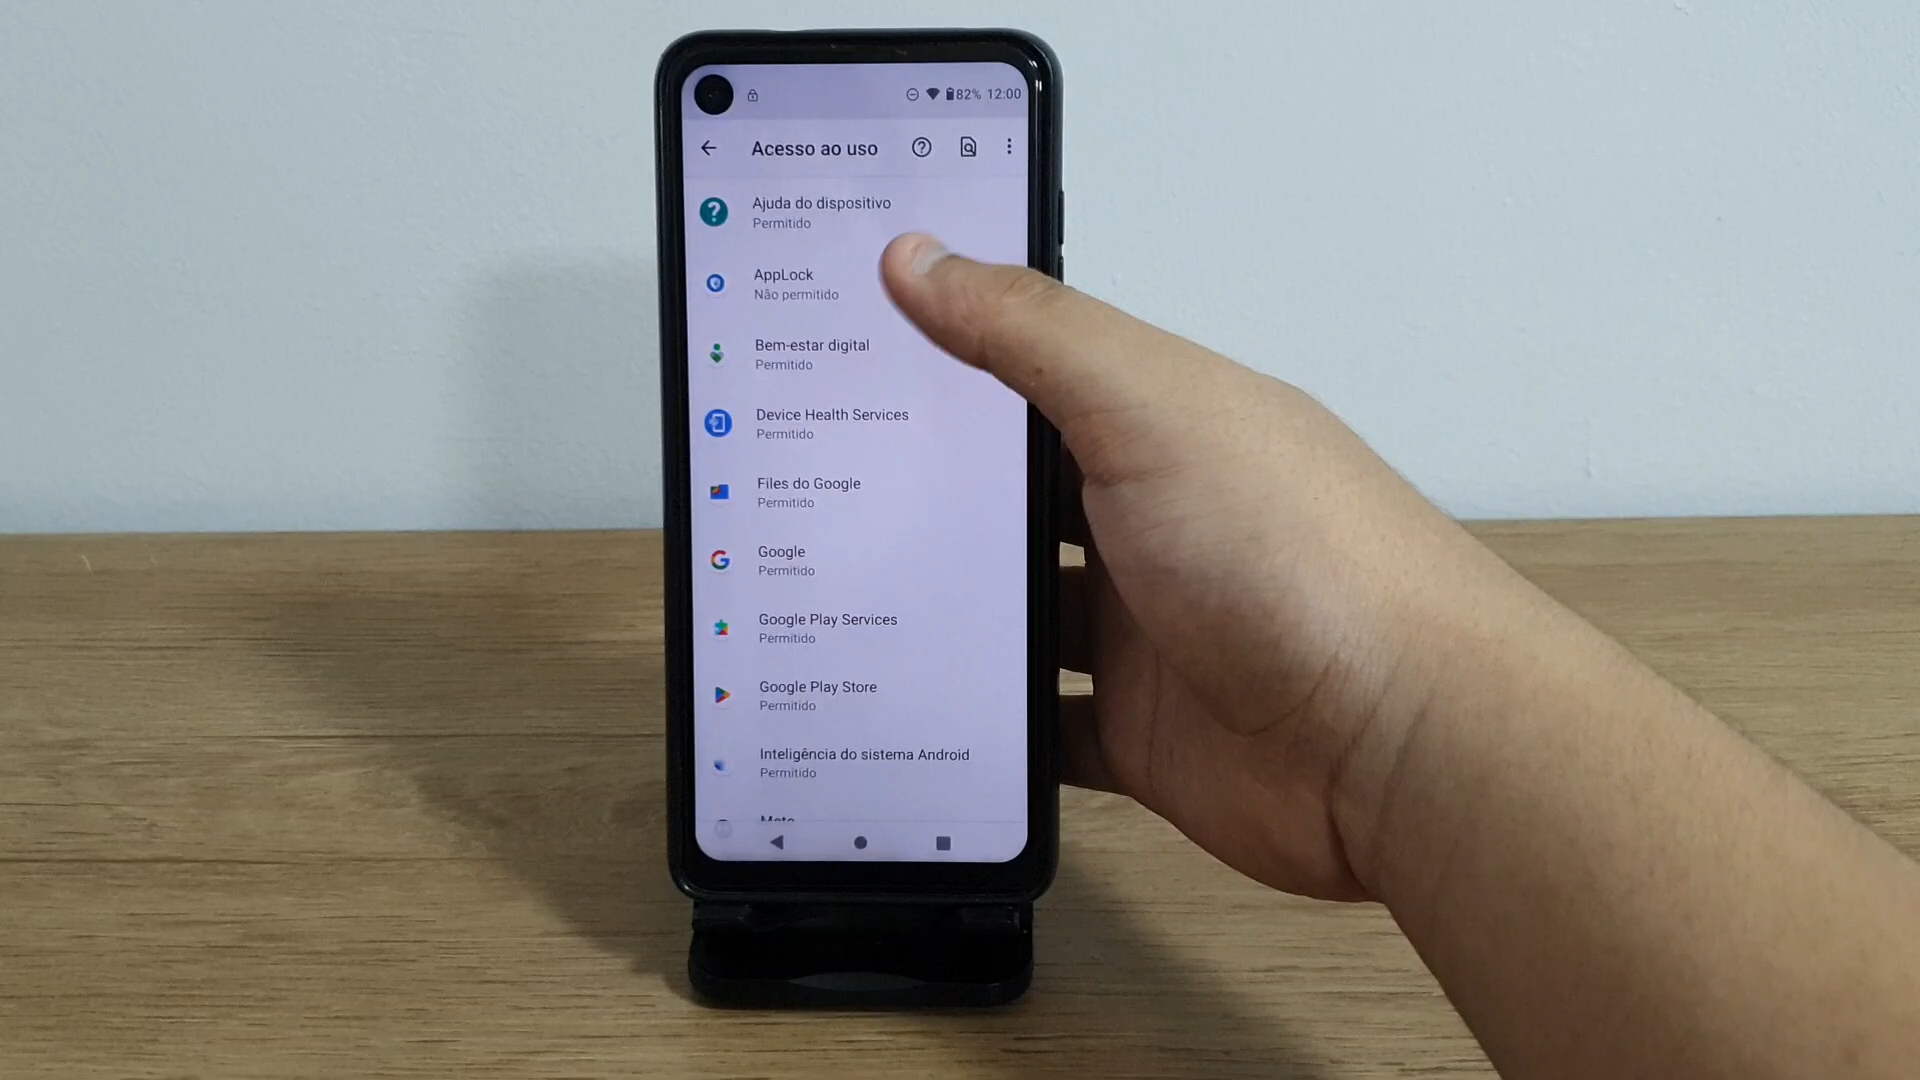 82% 12:00
Acesso ao uso
Ajuda do dispositivo
Permitido
AppLock
Não permitido
Bem-estar digital
Permitido
Device Health Services
Permitido
Files do Google
Permitido
Google
Permitido
Google Play Services
Permitido
Google Play Store
Permitido
Inteligência do sistema Android
Permitido